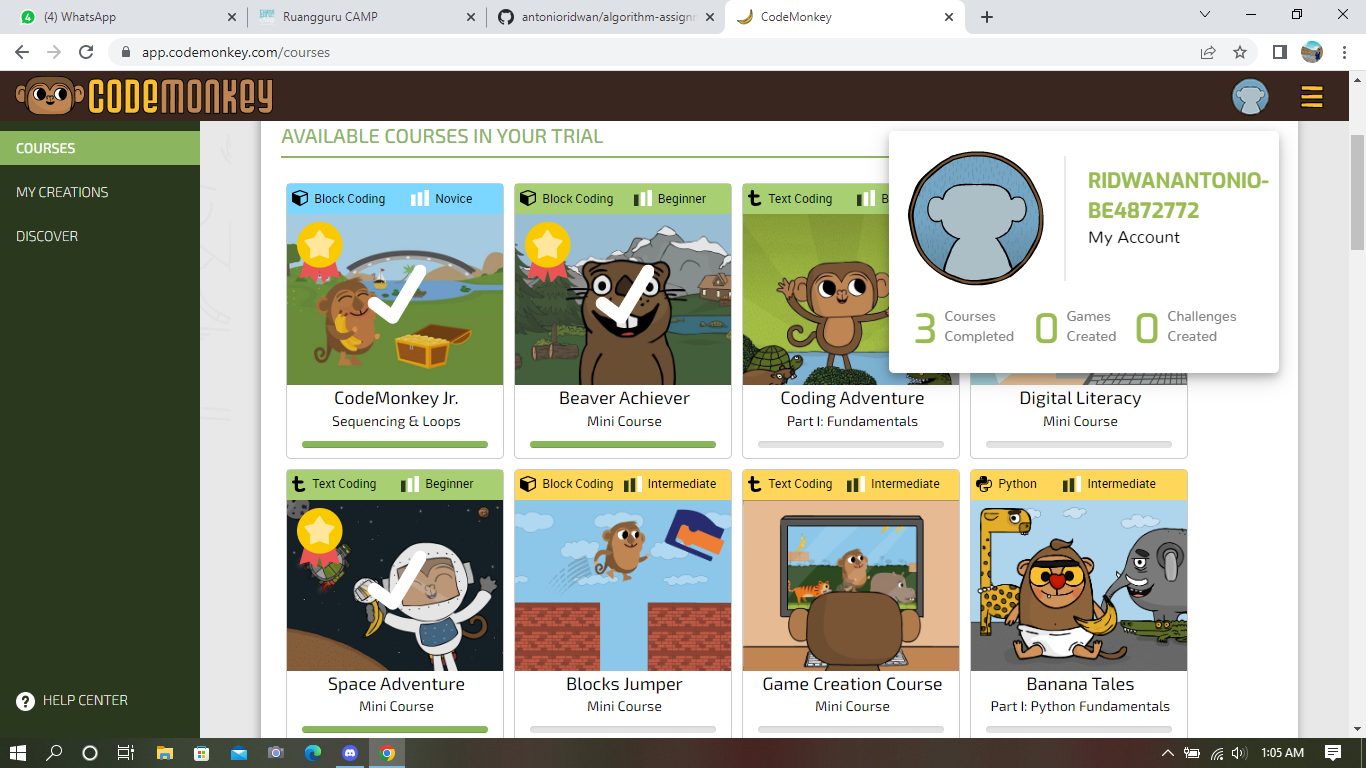 (4) WhatsApp
Ruangguru CAMP
antonioridwan/algorithm-assignm
CodeMonkey
app.codemonkey.com/courses
CODEMONKEY
COURSES
MY CREATIONS
DISCOVER
HELP CENTER
AVAILABLE COURSES IN YOUR TRIAL
RIDWANANTONIO-
BE4872772
My Account
3 Courses Completed
0 Games Created
0 Challenges Created
Block Coding Novice
CodeMonkey Jr.
Sequencing & Loops
Block Coding Beginner
Beaver Achiever
Mini Course
Text Coding B
Coding Adventure
Part I: Fundamentals
Digital Literacy
Mini Course
Text Coding Beginner
Space Adventure
Mini Course
Block Coding Intermediate
Blocks Jumper
Mini Course
Text Coding Intermediate
Game Creation Course
Mini Course
Python Intermediate
Banana Tales
Part I: Python Fundamentals
1:05 AM